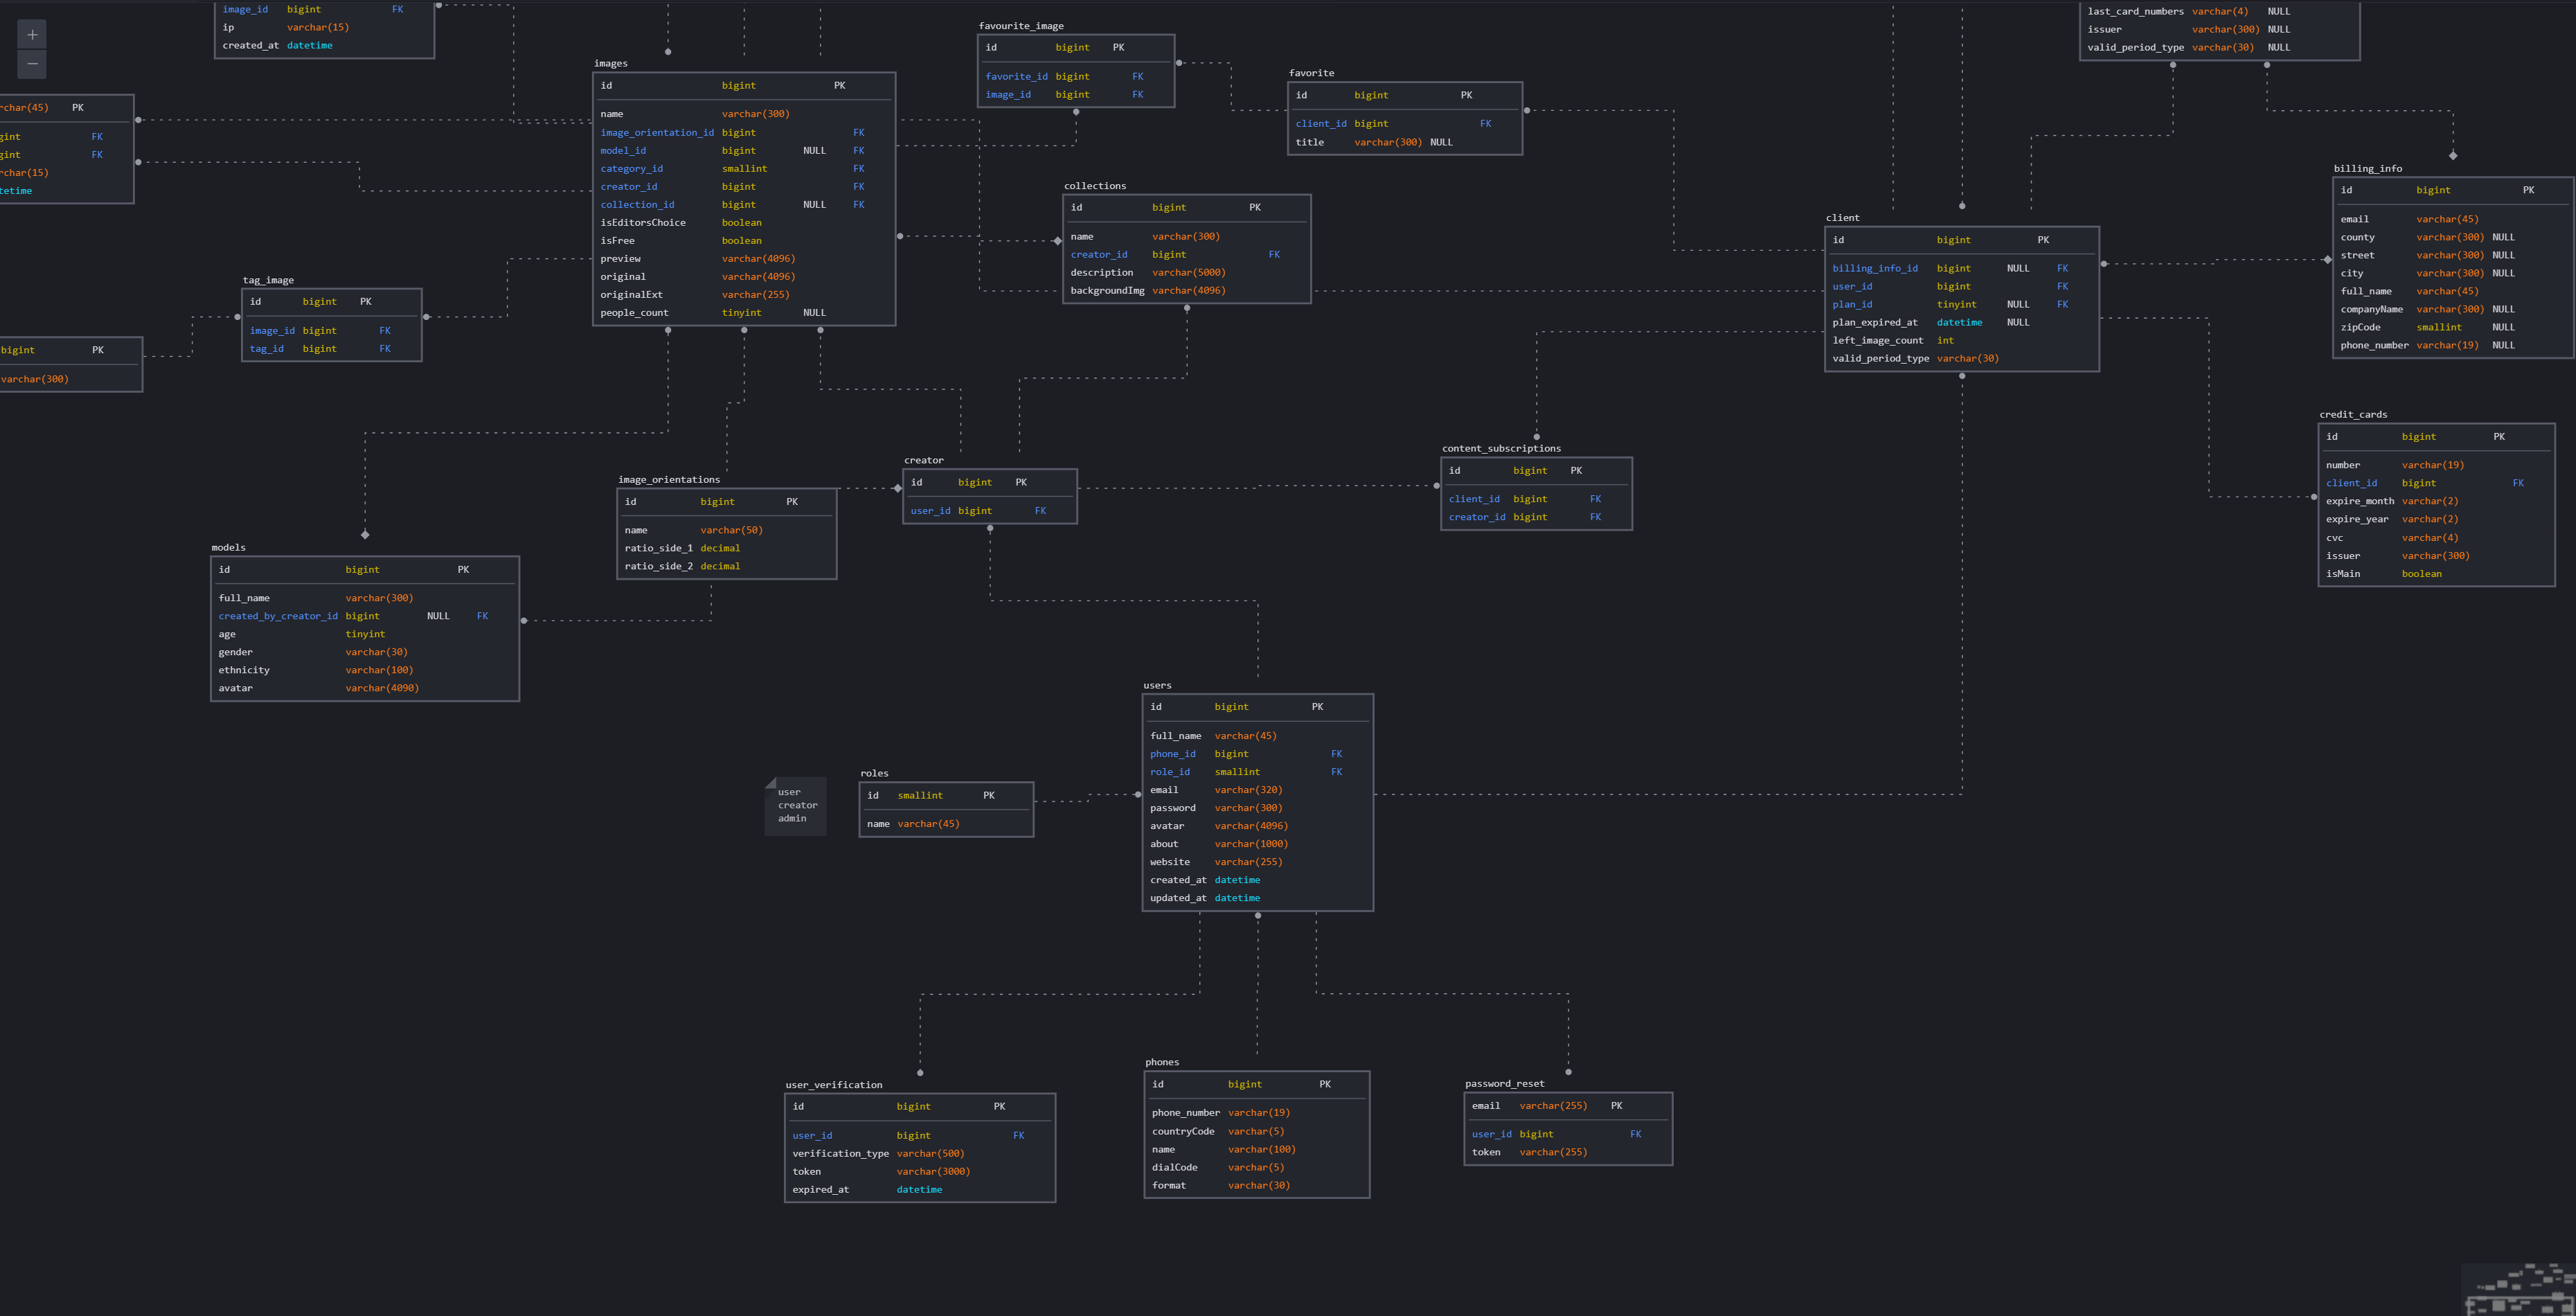 image_id bigint FK
ip varchar(15)
created_at datetime
last_card_numbers varchar(4) NULL
issuer varchar(300) NULL
valid_period_type varchar(30) NULL
favourite_image
id bigint PK
favorite_id bigint FK
image_id bigint FK
images
id bigint PK
name varchar(300)
image_orientation_id bigint FK
model_id bigint NULL FK
category_id smallint FK
creator_id bigint FK
collection_id bigint NULL FK
isEditorsChoice boolean
isFree boolean
preview varchar(4096)
original varchar(4096)
originalExt varchar(255)
people_count tinyint NULL
favorite
id bigint PK
client_id bigint FK
title varchar(300) NULL
rchar(45) PK
gint FK
gint FK
rchar(15)
tetime
billing_info
id bigint PK
email varchar(45)
county varchar(300) NULL
street varchar(300) NULL
city varchar(300) NULL
full_name varchar(45)
companyName varchar(300) NULL
zipCode smallint NULL
phone_number varchar(19) NULL
collections
id bigint PK
name varchar(300)
creator_id bigint FK
description varchar(5000)
backgroundImg varchar(4096)
client
id bigint PK
billing_info_id bigint NULL FK
user_id bigint FK
plan_id tinyint NULL FK
plan_expired_at datetime NULL
left_image_count int
valid_period_type varchar(30)
tag_image
id bigint PK
image_id bigint FK
tag_id bigint FK
bigint PK
varchar(300)
credit_cards
id bigint PK
number varchar(19)
client_id bigint FK
expire_month varchar(2)
expire_year varchar(2)
cvc varchar(4)
issuer varchar(300)
isMain boolean
content_subscriptions
id bigint PK
client_id bigint FK
creator_id bigint FK
creator
id bigint PK
user_id bigint FK
image_orientations
id bigint PK
name varchar(50)
ratio_side_1 decimal
ratio_side_2 decimal
models
id bigint PK
full_name varchar(300)
created_by_creator_id bigint NULL FK
age tinyint
gender varchar(30)
ethnicity varchar(100)
avatar varchar(4090)
users
id bigint PK
full_name varchar(45)
phone_id bigint FK
role_id smallint FK
email varchar(320)
password varchar(300)
avatar varchar(4096)
about varchar(1000)
website varchar(255)
created_at datetime
updated_at datetime
user
creator
admin
roles
id smallint PK
name varchar(45)
user_verification
id bigint PK
user_id bigint FK
verification_type varchar(500)
token varchar(3000)
expired_at datetime
phones
id bigint PK
phone_number varchar(19)
countryCode varchar(5)
name varchar(100)
dialCode varchar(5)
format varchar(30)
password_reset
email varchar(255) PK
user_id bigint FK
token varchar(255)